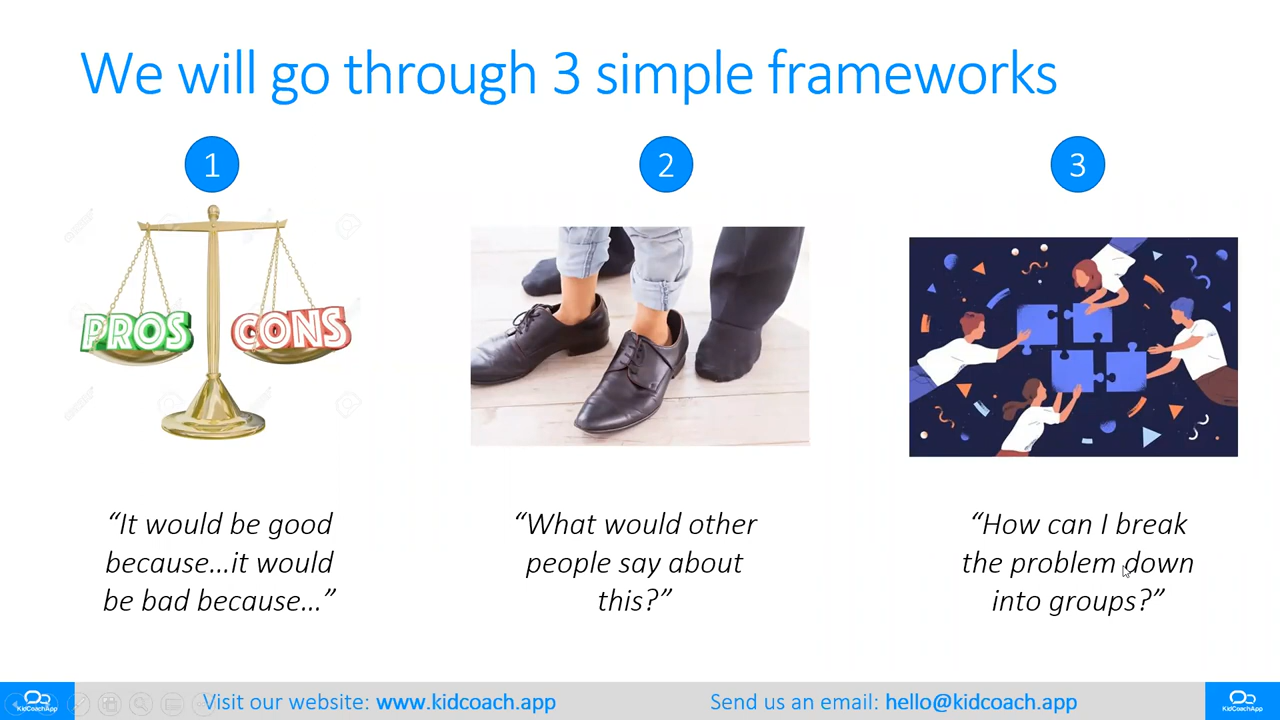 We will go through 3 simple frameworks
1
2
3
PROS
CONS
“It would be good
because...it would
be bad because...”
“What would other
people say about
this?”
“How can I break
the problem down
into groups?”
KidCoachApp
Visit our website: www.kidcoach.app
Send us an email: hello@kidcoach.app
KidCoachApp